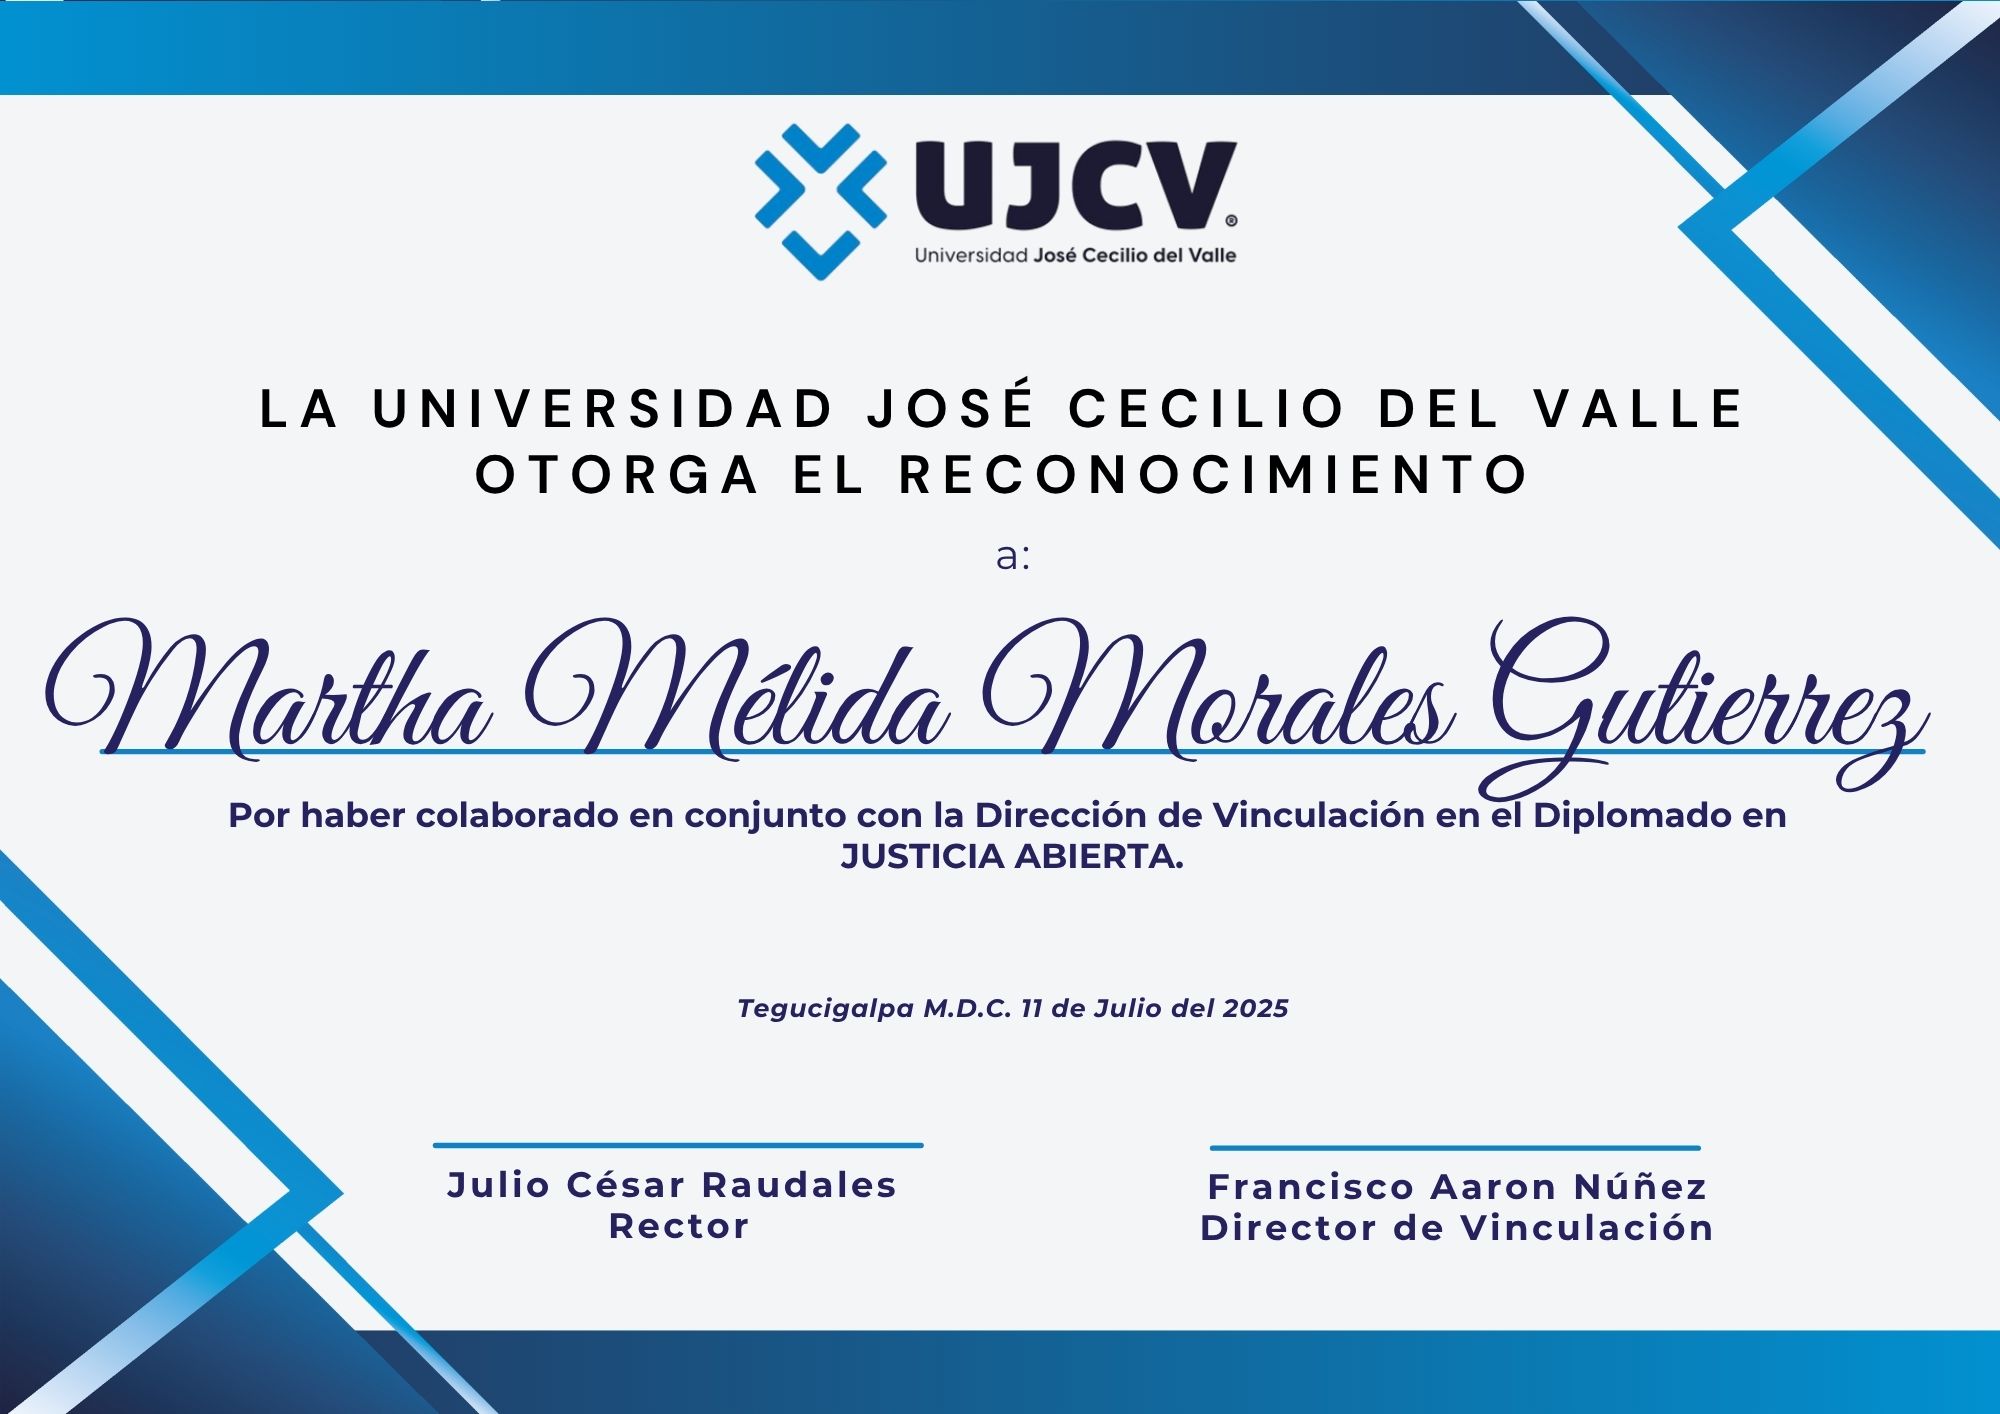 UJCV®
Universidad José Cecilio del Valle
LA UNIVERSIDAD JOSÉ CECILIO DEL VALLE
OTORGA EL RECONOCIMIENTO
a:
Martha Mélida Morales Gutierrez
Por haber colaborado en conjunto con la Dirección de Vinculación en el Diplomado en
JUSTICIA ABIERTA.
Tegucigalpa M.D.C. 11 de Julio del 2025
Julio César Raudales
Rector
Francisco Aaron Núñez
Director de Vinculación